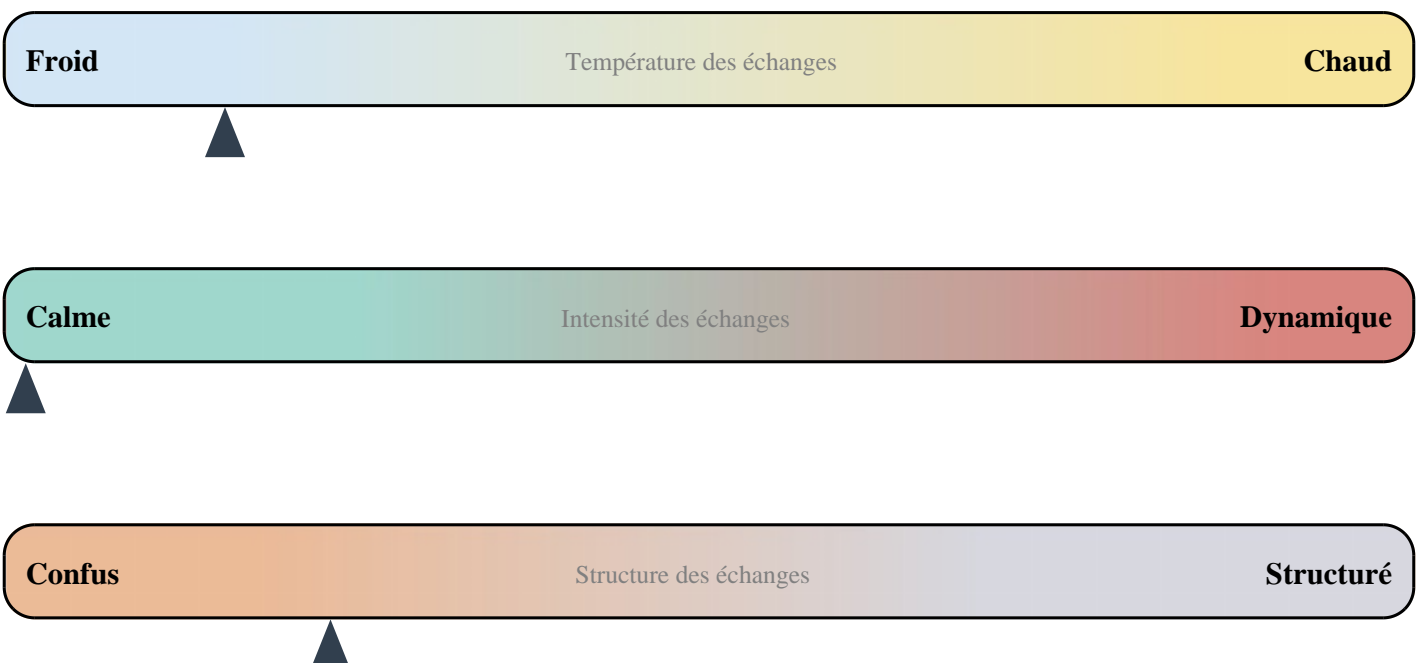 Froid Température des échanges Chaud
Calme Intensité des échanges Dynamique
Confus Structure des échanges Structuré